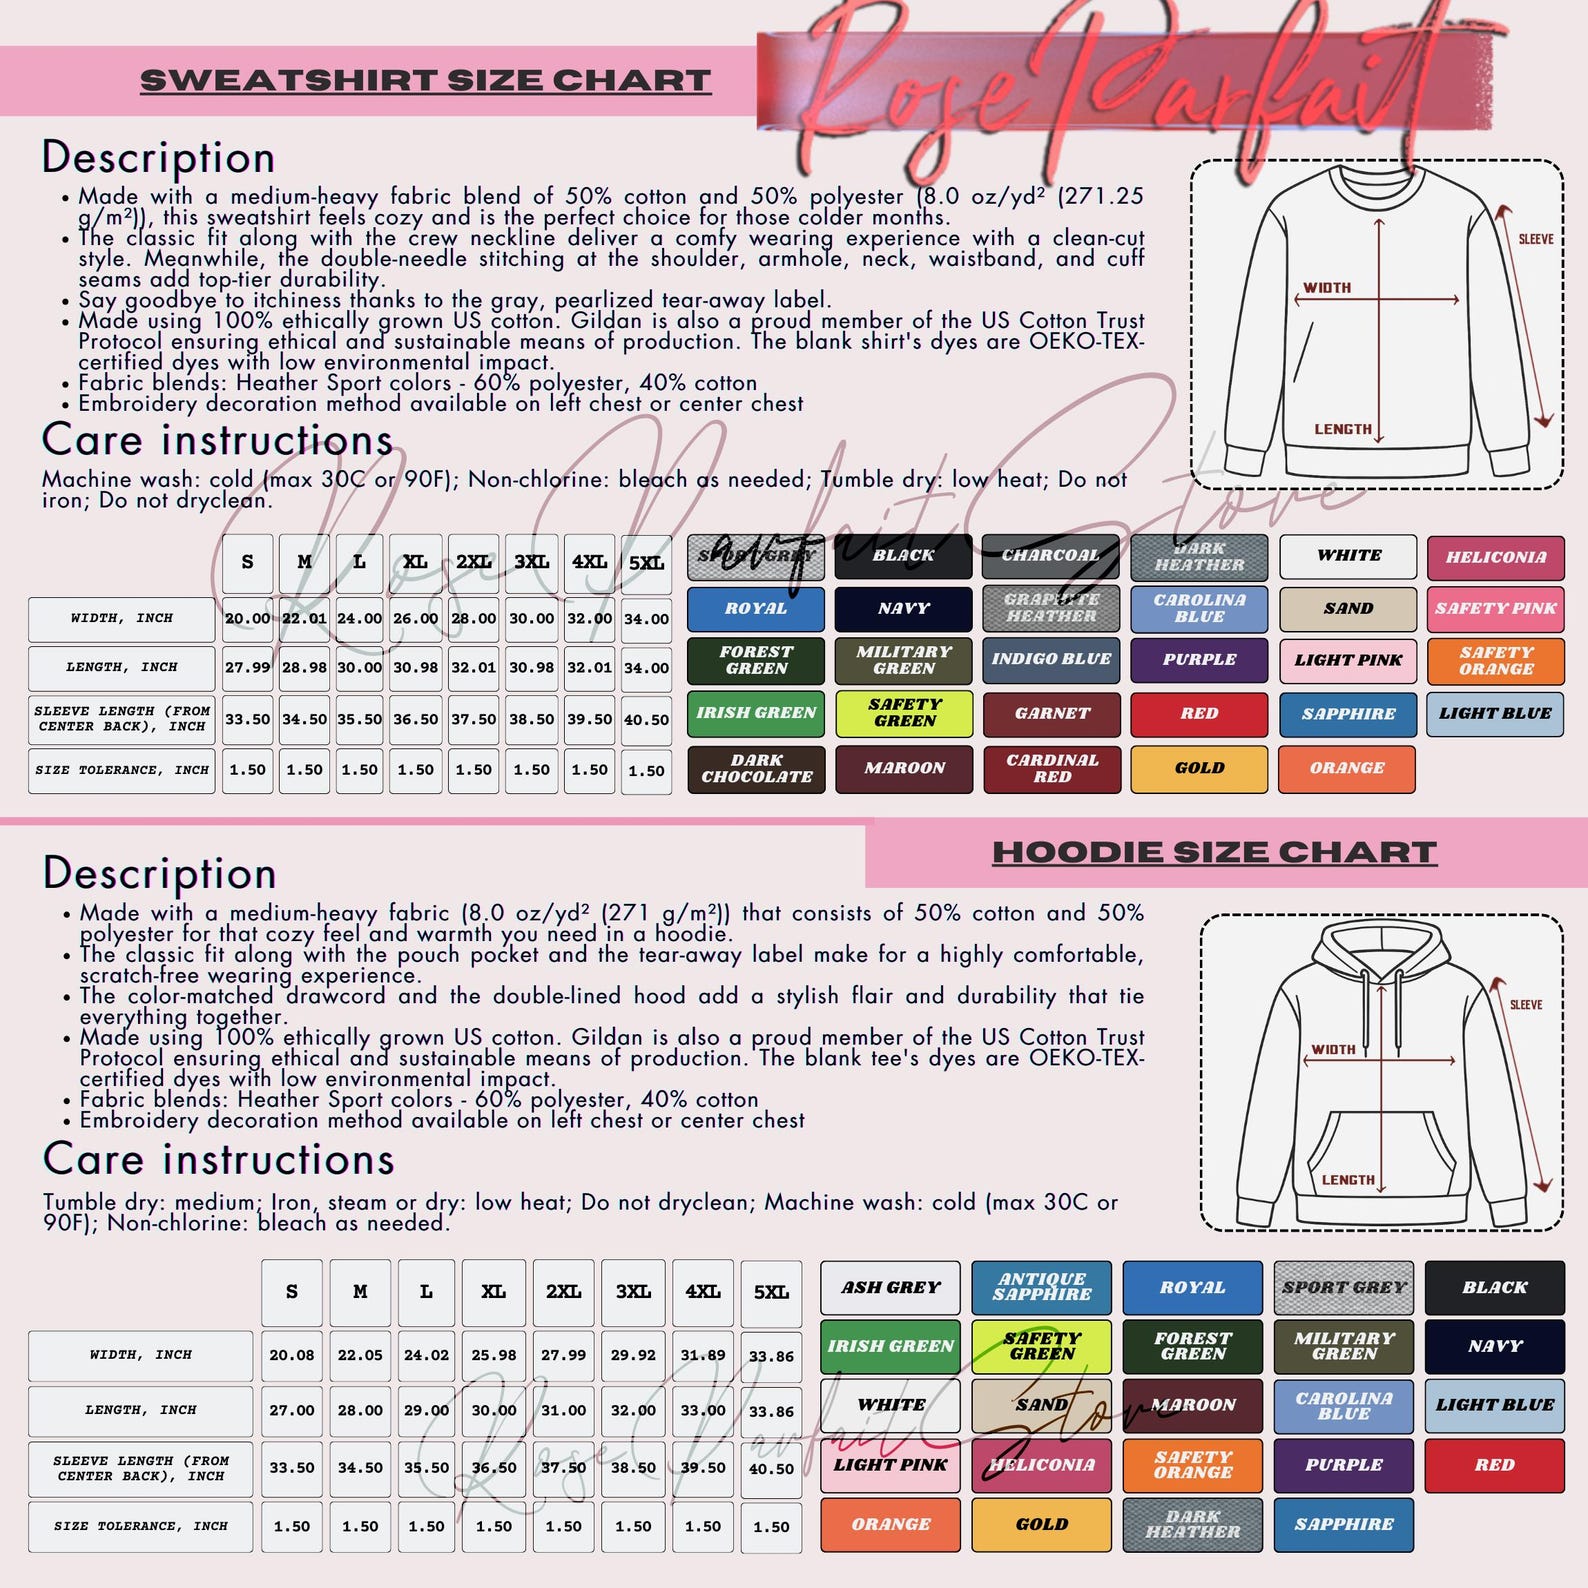 Rose Parfait
SWEATSHIRT SIZE CHART
Description
• Made with a medium-heavy fabric blend of 50% cotton and 50% polyester (8.0 oz/yd² (271.25
g/m²)), this sweatshirt feels cozy and is the perfect choice for those colder months.
• The classic fit along with the crew neckline deliver a comfy wearing experience with a clean-cut
style. Meanwhile, the double-needle stitching at the shoulder, armhole, neck, waistband, and cuff
seams add top-tier durability.
• Say goodbye to itchiness thanks to the gray, pearlized tear-away label.
• Made using 100% ethically grown US cotton. Gildan is also a proud member of the US Cotton Trust
Protocol ensuring ethical and sustainable means of production. The blank shirt's dyes are OEKO-TEX-
certified dyes with low environmental impact.
• Fabric blends: Heather Sport colors - 60% polyester, 40% cotton
• Embroidery decoration method available on left chest or center chest
SLEEVE
WIDTH
LENGTH
Care instructions
Machine wash: cold (max 30C or 90F); Non-chlorine: bleach as needed; Tumble dry: low heat; Do not
iron; Do not dryclean.
Rose Parfait Store
S M L XL 2XL 3XL 4XL 5XL
WIDTH, INCH 20.00 22.01 24.00 26.00 28.00 30.00 32.00 34.00
LENGTH, INCH 27.99 28.98 30.00 30.98 32.01 30.98 32.01 34.00
SLEEVE LENGTH (FROM
CENTER BACK), INCH 33.50 34.50 35.50 36.50 37.50 38.50 39.50 40.50
SIZE TOLERANCE, INCH 1.50 1.50 1.50 1.50 1.50 1.50 1.50 1.50
SPORT GREY BLACK CHARCOAL DARK HEATHER WHITE HELICONIA
ROYAL NAVY GRAPHITE HEATHER CAROLINA BLUE SAND SAFETY PINK
FOREST GREEN MILITARY GREEN INDIGO BLUE PURPLE LIGHT PINK SAFETY ORANGE
IRISH GREEN SAFETY GREEN GARNET RED SAPPHIRE LIGHT BLUE
DARK CHOCOLATE MAROON CARDINAL RED GOLD ORANGE
HOODIE SIZE CHART
Description
• Made with a medium-heavy fabric (8.0 oz/yd² (271 g/m²)) that consists of 50% cotton and 50%
polyester for that cozy feel and warmth you need in a hoodie.
• The classic fit along with the pouch pocket and the tear-away label make for a highly comfortable,
scratch-free wearing experience.
• The color-matched drawcord and the double-lined hood add a stylish flair and durability that tie
everything together.
• Made using 100% ethically grown US cotton. Gildan is also a proud member of the US Cotton Trust
Protocol ensuring ethical and sustainable means of production. The blank tee's dyes are OEKO-TEX-
certified dyes with low environmental impact.
• Fabric blends: Heather Sport colors - 60% polyester, 40% cotton
• Embroidery decoration method available on left chest or center chest
SLEEVE
WIDTH
LENGTH
Care instructions
Tumble dry: medium; Iron, steam or dry: low heat; Do not dryclean; Machine wash: cold (max 30C or
90F); Non-chlorine: bleach as needed.
S M L XL 2XL 3XL 4XL 5XL
WIDTH, INCH 20.08 22.05 24.02 25.98 27.99 29.92 31.89 33.86
LENGTH, INCH 27.00 28.00 29.00 30.00 31.00 32.00 33.00 33.86
SLEEVE LENGTH (FROM
CENTER BACK), INCH 33.50 34.50 35.50 36.50 37.50 38.50 39.50 40.50
SIZE TOLERANCE, INCH 1.50 1.50 1.50 1.50 1.50 1.50 1.50 1.50
Rose Parfait Store
ASH GREY ANTIQUE SAPPHIRE ROYAL SPORT GREY BLACK
IRISH GREEN SAFETY GREEN FOREST GREEN MILITARY GREEN NAVY
WHITE SAND MAROON CAROLINA BLUE LIGHT BLUE
LIGHT PINK HELICONIA SAFETY ORANGE PURPLE RED
ORANGE GOLD DARK HEATHER SAPPHIRE